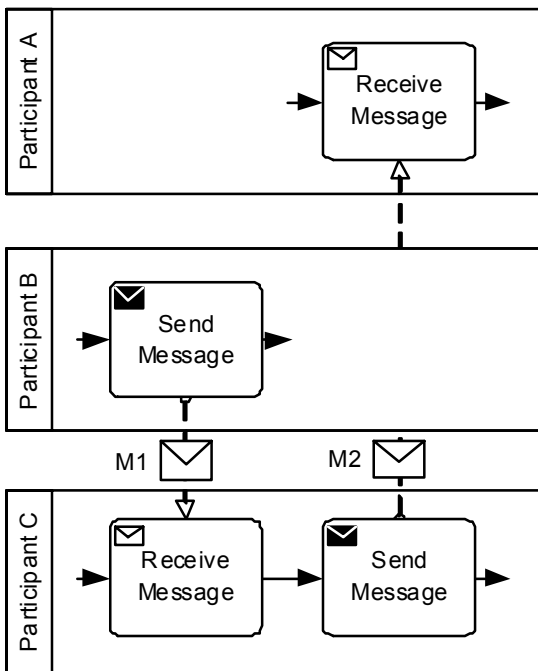 Participant A
Receive
Message
Participant B
Send
Message
M1
M2
Participant C
Receive
Message
Send
Message